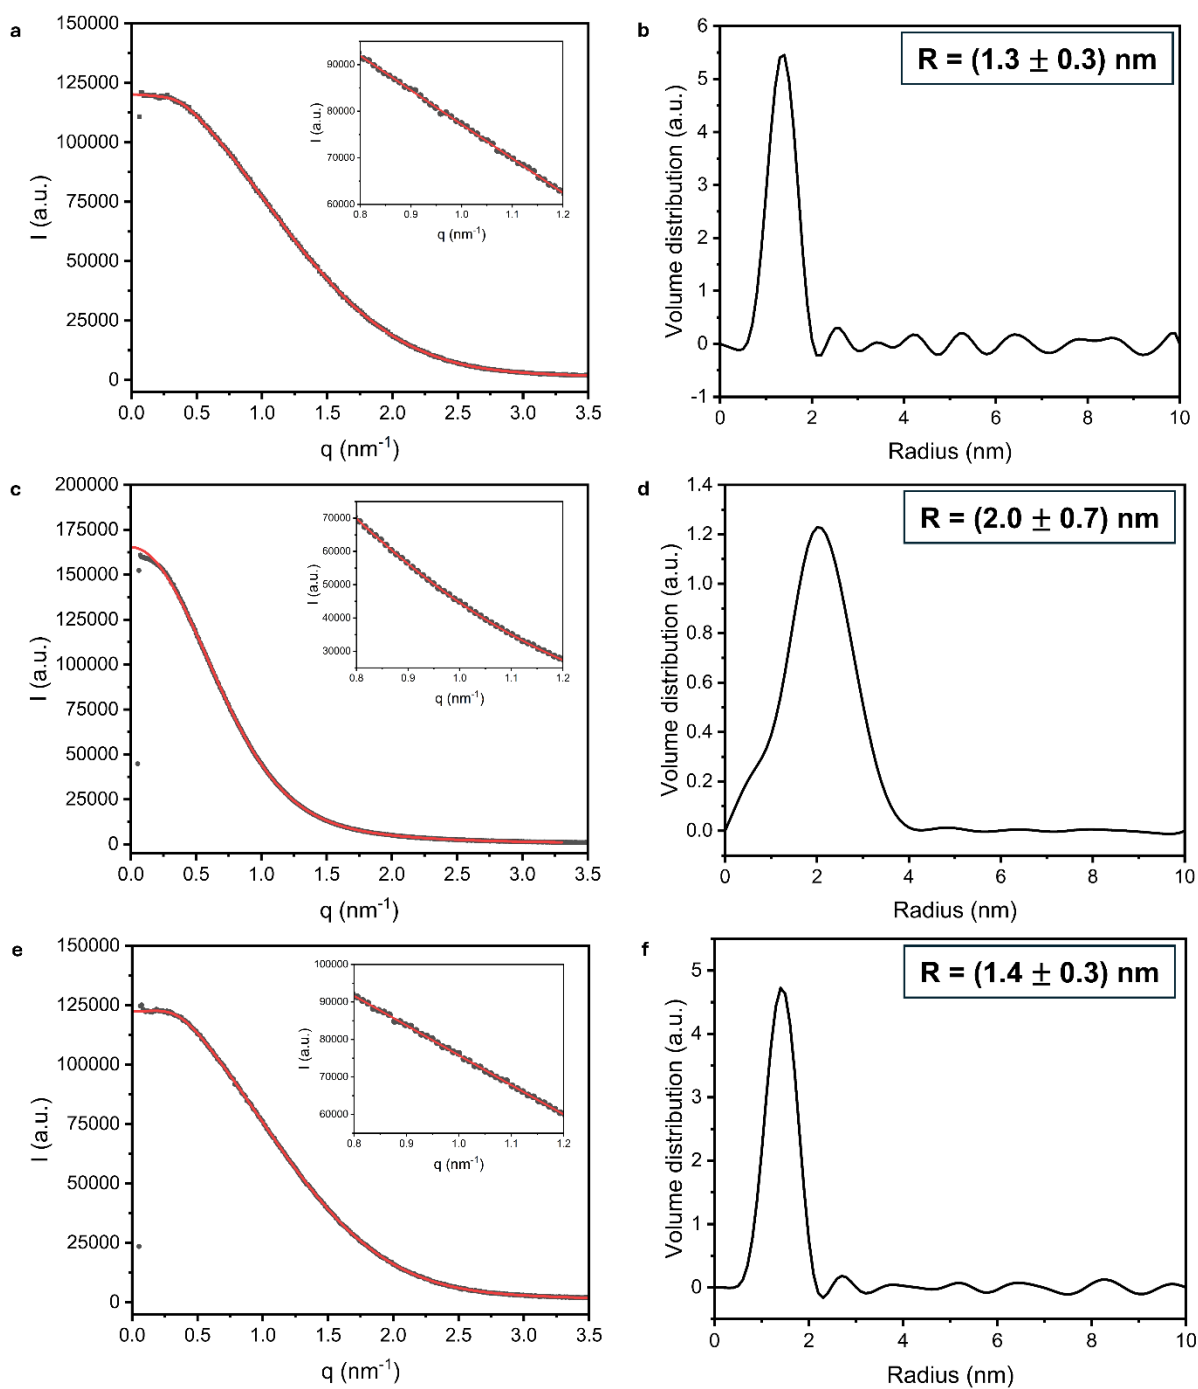 a
150000
125000
100000
75000
50000
25000
0
I (a.u.)
0.0 0.5 1.0 1.5 2.0 2.5 3.0 3.5
q (nm⁻¹)
90000
80000
70000
60000
I (a.u.)
0.8 0.9 1.0 1.1 1.2
q (nm⁻¹)
b
R = (1.3 ± 0.3) nm
6
5
4
3
2
1
0
-1
Volume distribution (a.u.)
0 2 4 6 8 10
Radius (nm)
c
200000
175000
150000
125000
100000
75000
50000
25000
0
I (a.u.)
0.0 0.5 1.0 1.5 2.0 2.5 3.0 3.5
q (nm⁻¹)
70000
60000
50000
40000
30000
I (a.u.)
0.8 0.9 1.0 1.1 1.2
q (nm⁻¹)
d
R = (2.0 ± 0.7) nm
1.4
1.2
1.0
0.8
0.6
0.4
0.2
0.0
Volume distribution (a.u.)
0 2 4 6 8 10
Radius (nm)
e
150000
125000
100000
75000
50000
25000
0
I (a.u.)
0.0 0.5 1.0 1.5 2.0 2.5 3.0 3.5
q (nm⁻¹)
100000
90000
80000
70000
60000
I (a.u.)
0.8 0.9 1.0 1.1 1.2
q (nm⁻¹)
f
R = (1.4 ± 0.3) nm
5
4
3
2
1
0
Volume distribution (a.u.)
0 2 4 6 8 10
Radius (nm)